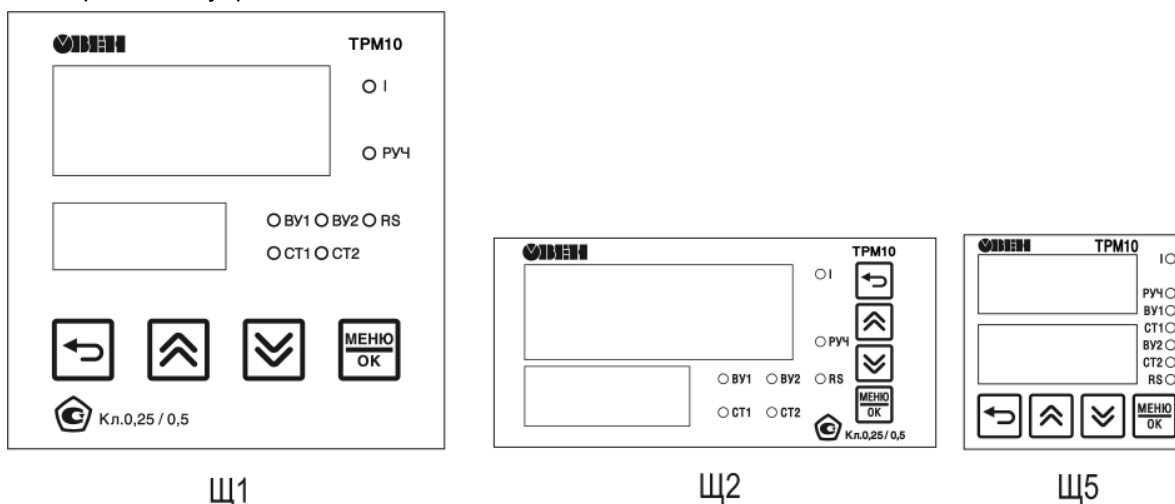 ОВЕН ТРМ10
I
РУЧ
ВУ1 ВУ2 RS
СТ1 СТ2
МЕНЮ
ОК
Кл.0,25 / 0,5
Щ1
ОВЕН ТРМ10
I
РУЧ
ВУ1 ВУ2 RS
СТ1 СТ2
МЕНЮ
ОК
Кл.0,25 / 0,5
Щ2
ОВЕН ТРМ10
I
РУЧ
ВУ1
СТ1
ВУ2
СТ2
RS
МЕНЮ
ОК
Щ5